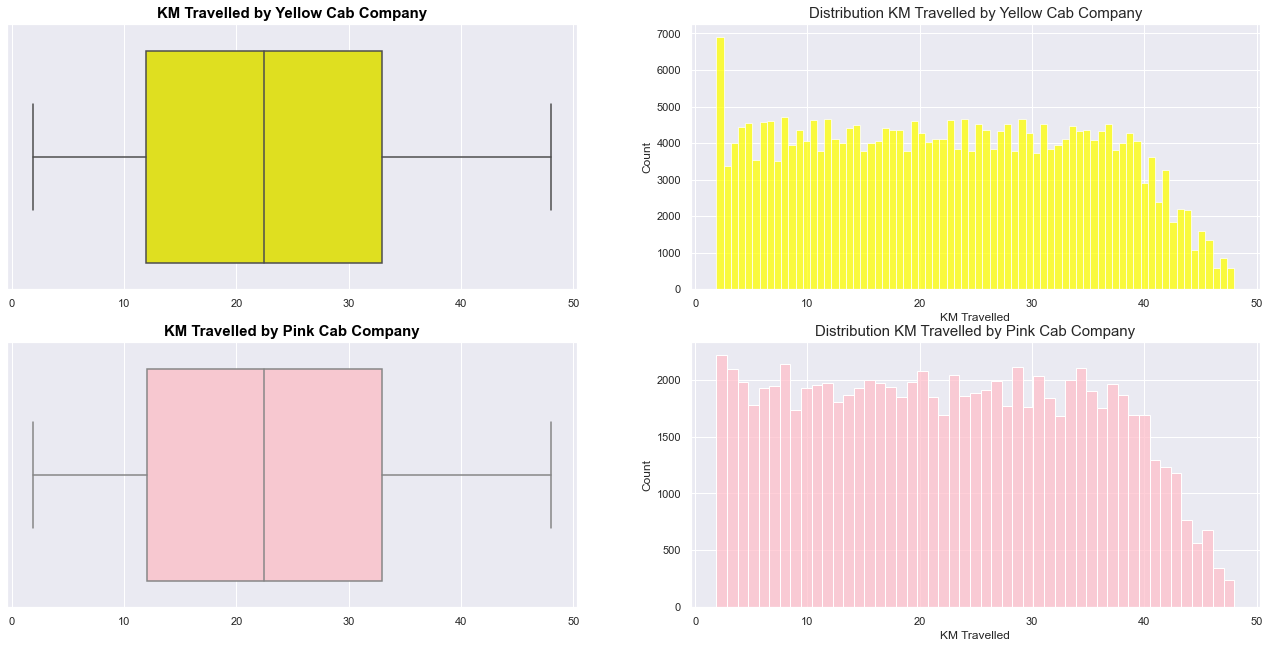 KM Travelled by Yellow Cab Company
0 10 20 30 40 50
Distribution KM Travelled by Yellow Cab Company
Count
7000
6000
5000
4000
3000
2000
1000
0
0 10 20 30 40 50
KM Travelled
KM Travelled by Pink Cab Company
0 10 20 30 40 50
Distribution KM Travelled by Pink Cab Company
Count
2000
1500
1000
500
0
0 10 20 30 40 50
KM Travelled